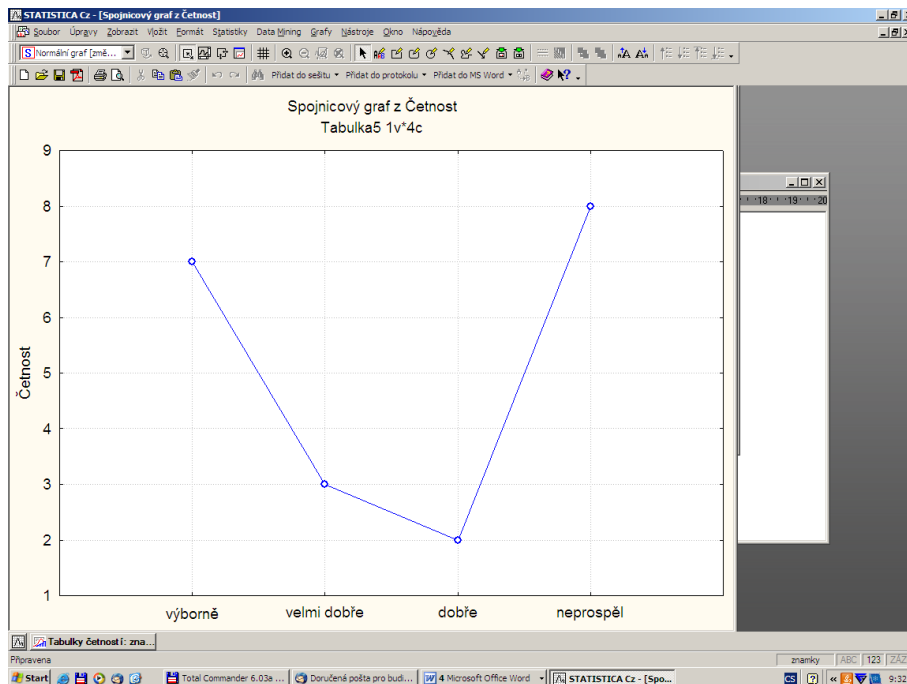 STATISTICA Cz - [Spojnicový graf z Četnost]
Soubor Úpravy Zobrazit Vložit Formát Statistiky Data Mining Grafy Nástroje Okno Nápověda
Normální graf [změ...
Přidat do sešitu Přidat do protokolu Přidat do MS Word
Spojnicový graf z Četnost
Tabulka5 1v*4c
9
8
7
6
5
4
3
2
1
Četnost
výborně velmi dobře dobře neprospěl
18 19 20
Tabulky četností: zna...
Připravena
znamky ABC 123 ZÁZ
Start Total Commander 6.03a ... Doručená pošta pro budi... 4 Microsoft Office Word STATISTICA Cz - [Spo... CS 9:32